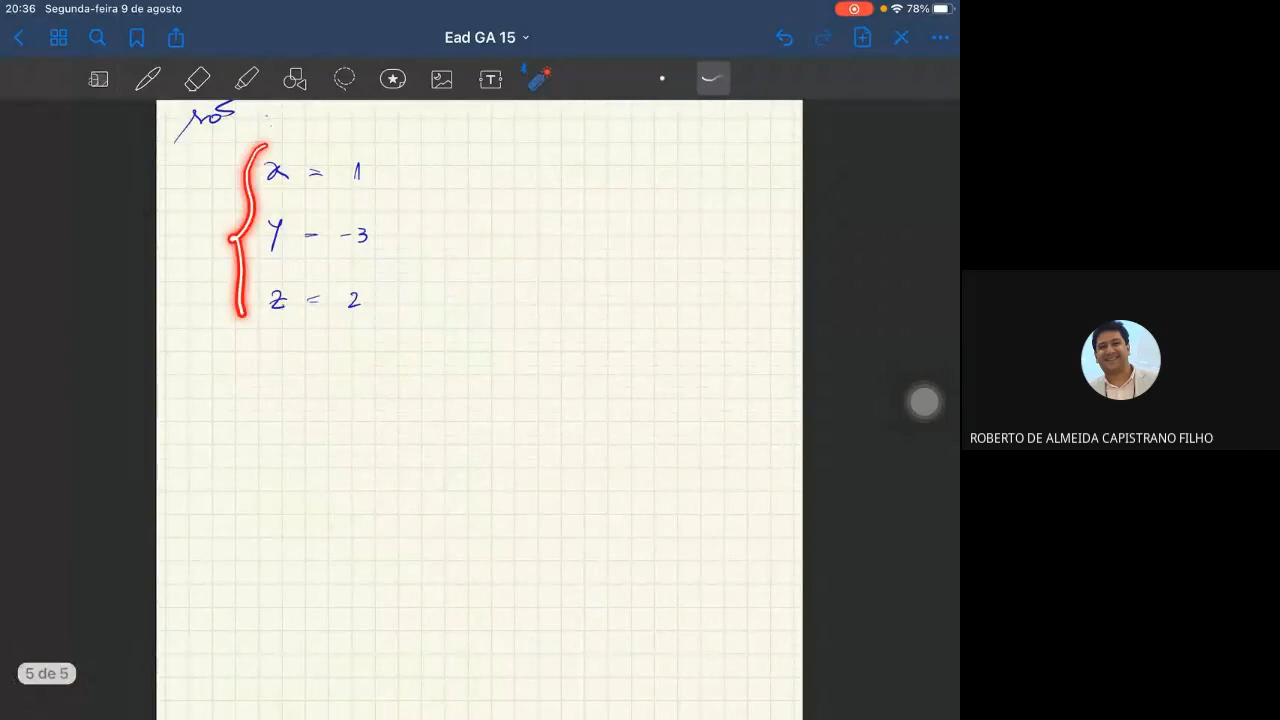 20:36 Segunda-feira 9 de agosto
78%
Ead GA 15
x = 1
y = -3
z = 2
ROBERTO DE ALMEIDA CAPISTRANO FILHO
5 de 5